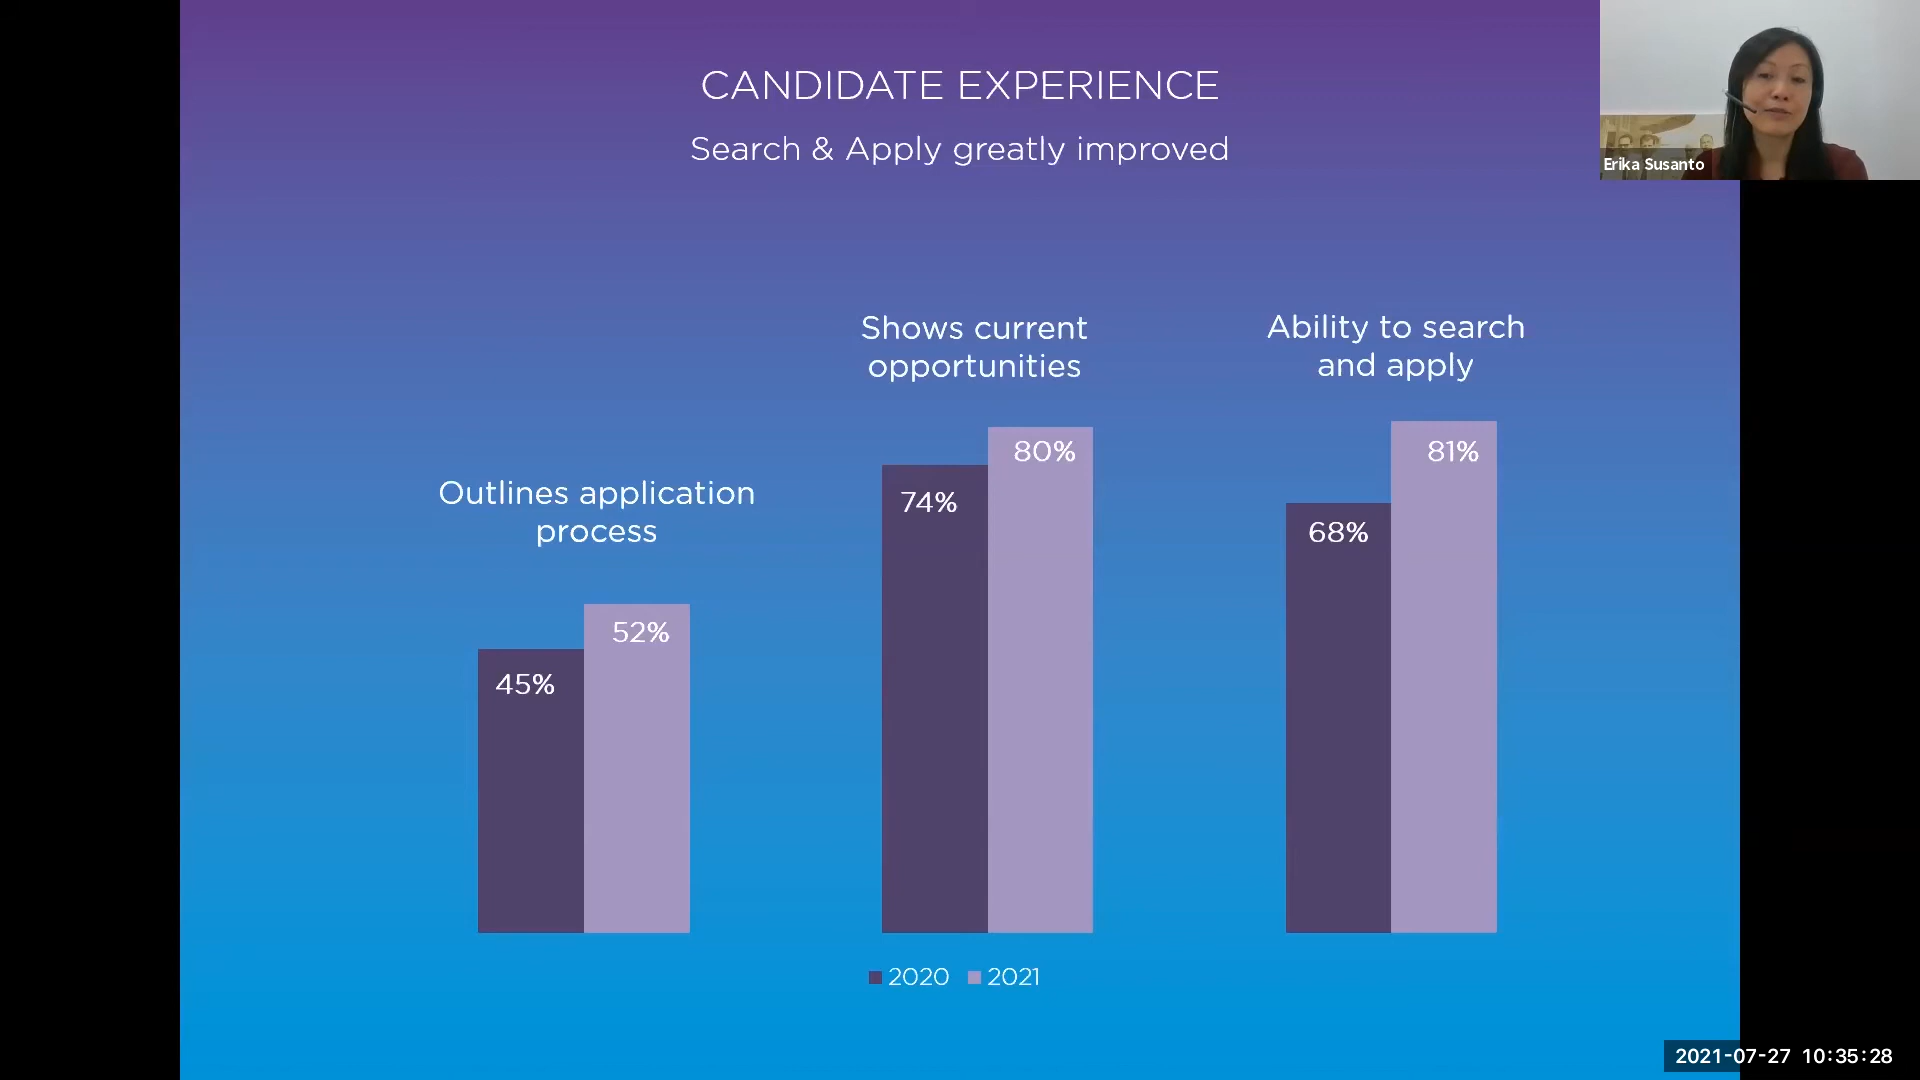 CANDIDATE EXPERIENCE
Search & Apply greatly improved
Erika Susanto
Outlines application
process
45%
52%
Shows current
opportunities
74%
80%
Ability to search
and apply
68%
81%
2020 2021
2021-07-27 10:35:28